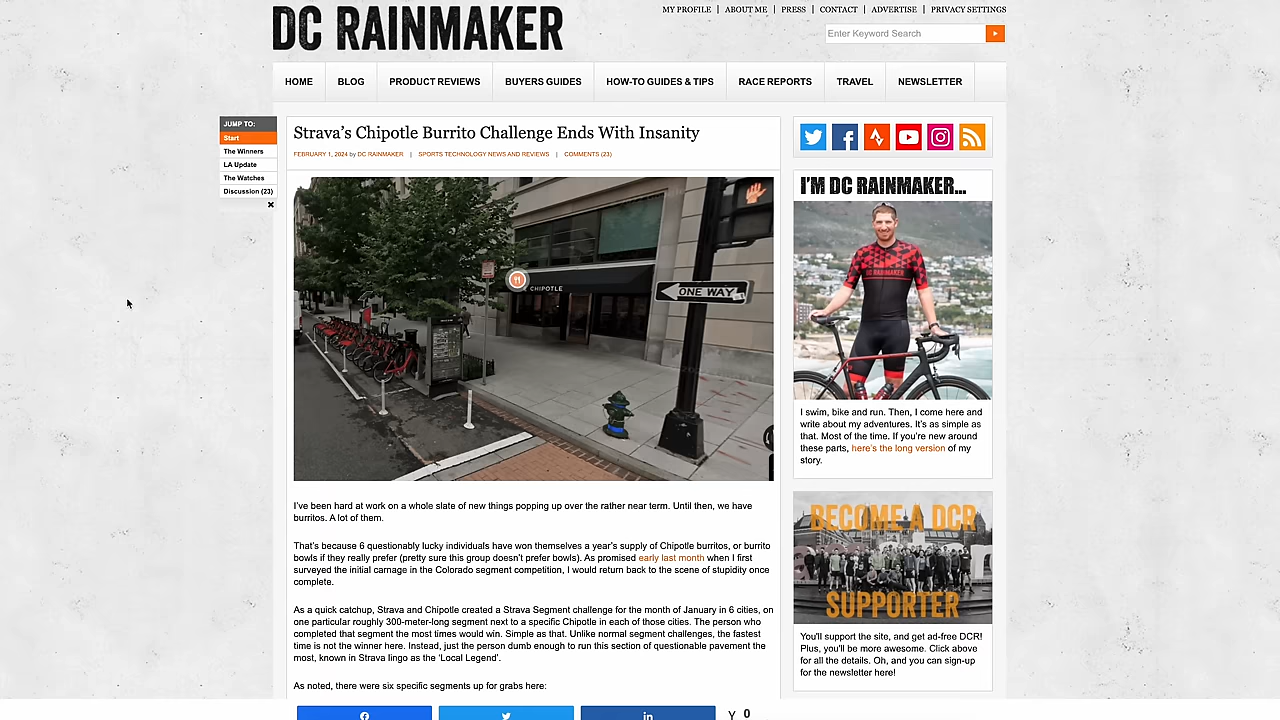 DC RAINMAKER
MY PROFILE | ABOUT ME | PRESS | CONTACT | ADVERTISE | PRIVACY SETTINGS
Enter Keyword Search
HOME BLOG PRODUCT REVIEWS BUYERS GUIDES HOW-TO GUIDES & TIPS RACE REPORTS TRAVEL NEWSLETTER
JUMP TO:
Start
The Winners
LA Update
The Watches
Discussion (23)
Strava's Chipotle Burrito Challenge Ends With Insanity
FEBRUARY 1, 2024 by DC RAINMAKER | SPORTS TECHNOLOGY NEWS AND REVIEWS | COMMENTS (23)
CHIPOTLE
ONE WAY
I've been hard at work on a whole slate of new things popping up over the rather near term. Until then, we have
burritos. A lot of them.
That's because 6 questionably lucky individuals have won themselves a year's supply of Chipotle burritos, or burrito
bowls if they really prefer (pretty sure this group doesn't prefer bowls). As promised early last month when I first
surveyed the initial carnage in the Colorado segment competition, I would return back to the scene of stupidity once
complete.
As a quick catchup, Strava and Chipotle created a Strava Segment challenge for the month of January in 6 cities, on
one particular roughly 300-meter-long segment next to a specific Chipotle in each of those cities. The person who
completed that segment the most times would win. Simple as that. Unlike normal segment challenges, the fastest
time is not the winner here. Instead, just the person dumb enough to run this section of questionable pavement the
most, known in Strava lingo as the 'Local Legend'.
As noted, there were six specific segments up for grabs here:
Y 0
I'M DC RAINMAKER...
DC RAINMAKER
I swim, bike and run. Then, I come here and
write about my adventures. It's as simple as
that. Most of the time. If you're new around
these parts, here's the long version of my
story.
BECOME A DCR
SUPPORTER
You'll support the site, and get ad-free DCR!
Plus, you'll be more awesome. Click above
for all the details. Oh, and you can sign-up
for the newsletter here!